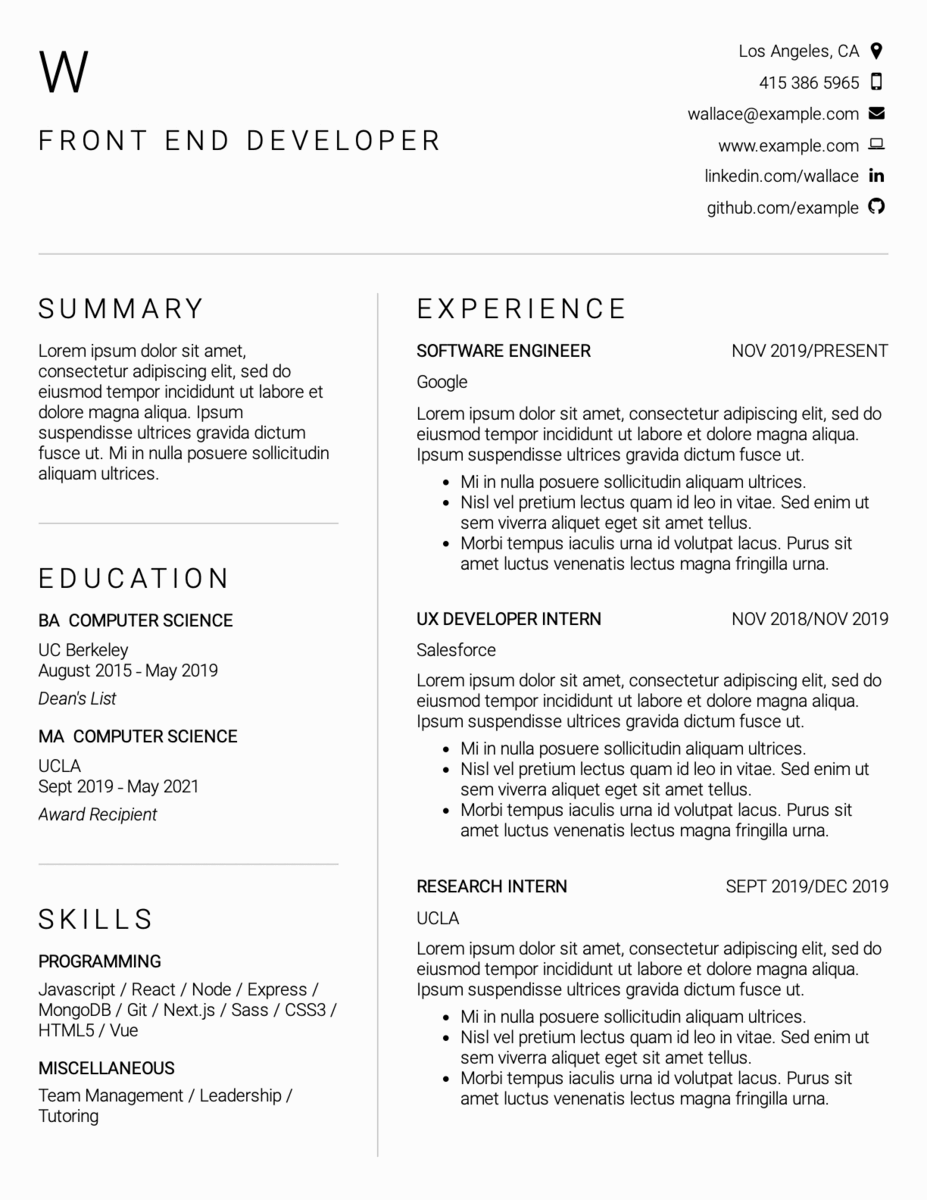 W
FRONT END DEVELOPER
Los Angeles, CA
415 386 5965
wallace@example.com
www.example.com
linkedin.com/wallace
github.com/example
SUMMARY
Lorem ipsum dolor sit amet,
consectetur adipiscing elit, sed do
eiusmod tempor incididunt ut labore et
dolore magna aliqua. Ipsum
suspendisse ultrices gravida dictum
fusce ut. Mi in nulla posuere sollicitudin
aliquam ultrices.
EDUCATION
BA COMPUTER SCIENCE
UC Berkeley
August 2015 - May 2019
Dean's List
MA COMPUTER SCIENCE
UCLA
Sept 2019 - May 2021
Award Recipient
SKILLS
PROGRAMMING
Javascript / React / Node / Express /
MongoDB / Git / Next.js / Sass / CSS3 /
HTML5 / Vue
MISCELLANEOUS
Team Management / Leadership /
Tutoring
EXPERIENCE
SOFTWARE ENGINEER NOV 2019/PRESENT
Google
Lorem ipsum dolor sit amet, consectetur adipiscing elit, sed do
eiusmod tempor incididunt ut labore et dolore magna aliqua.
Ipsum suspendisse ultrices gravida dictum fusce ut.
• Mi in nulla posuere sollicitudin aliquam ultrices.
• Nisl vel pretium lectus quam id leo in vitae. Sed enim ut
sem viverra aliquet eget sit amet tellus.
• Morbi tempus iaculis urna id volutpat lacus. Purus sit
amet luctus venenatis lectus magna fringilla urna.
UX DEVELOPER INTERN NOV 2018/NOV 2019
Salesforce
Lorem ipsum dolor sit amet, consectetur adipiscing elit, sed do
eiusmod tempor incididunt ut labore et dolore magna aliqua.
Ipsum suspendisse ultrices gravida dictum fusce ut.
• Mi in nulla posuere sollicitudin aliquam ultrices.
• Nisl vel pretium lectus quam id leo in vitae. Sed enim ut
sem viverra aliquet eget sit amet tellus.
• Morbi tempus iaculis urna id volutpat lacus. Purus sit
amet luctus venenatis lectus magna fringilla urna.
RESEARCH INTERN SEPT 2019/DEC 2019
UCLA
Lorem ipsum dolor sit amet, consectetur adipiscing elit, sed do
eiusmod tempor incididunt ut labore et dolore magna aliqua.
Ipsum suspendisse ultrices gravida dictum fusce ut.
• Mi in nulla posuere sollicitudin aliquam ultrices.
• Nisl vel pretium lectus quam id leo in vitae. Sed enim ut
sem viverra aliquet eget sit amet tellus.
• Morbi tempus iaculis urna id volutpat lacus. Purus sit
amet luctus venenatis lectus magna fringilla urna.